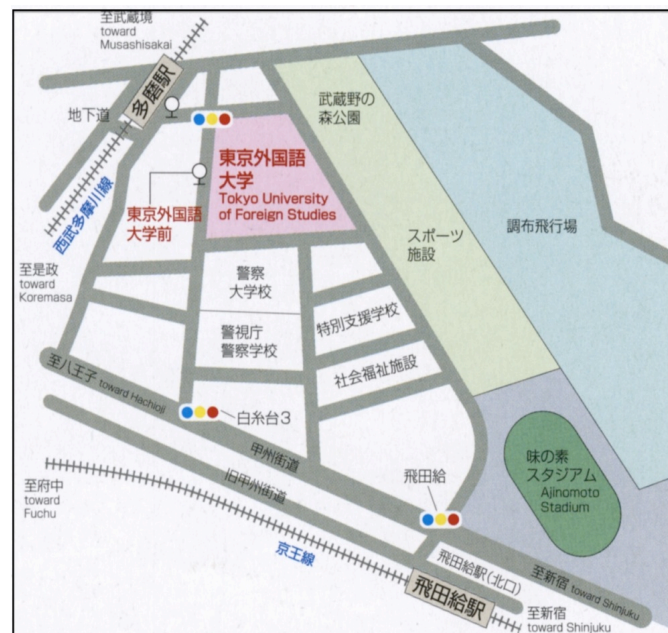 至武蔵境
toward
Musashisakai
多磨駅
地下道
西武多摩川線
東京外国語
大学前
東京外国語
大学
Tokyo University
of Foreign Studies
武蔵野の
森公園
スポーツ
施設
調布飛行場
至是政
toward
Koremasa
警察
大学校
警視庁
警察学校
特別支援学校
社会福祉施設
至八王子 toward Hachioji
白糸台3
甲州街道
旧甲州街道
飛田給
味の素
スタジアム
Ajinomoto
Stadium
至府中
toward
Fuchu
京王線
飛田給駅(北口)
飛田給駅
至新宿 toward Shinjuku
至新宿
toward Shinjuku